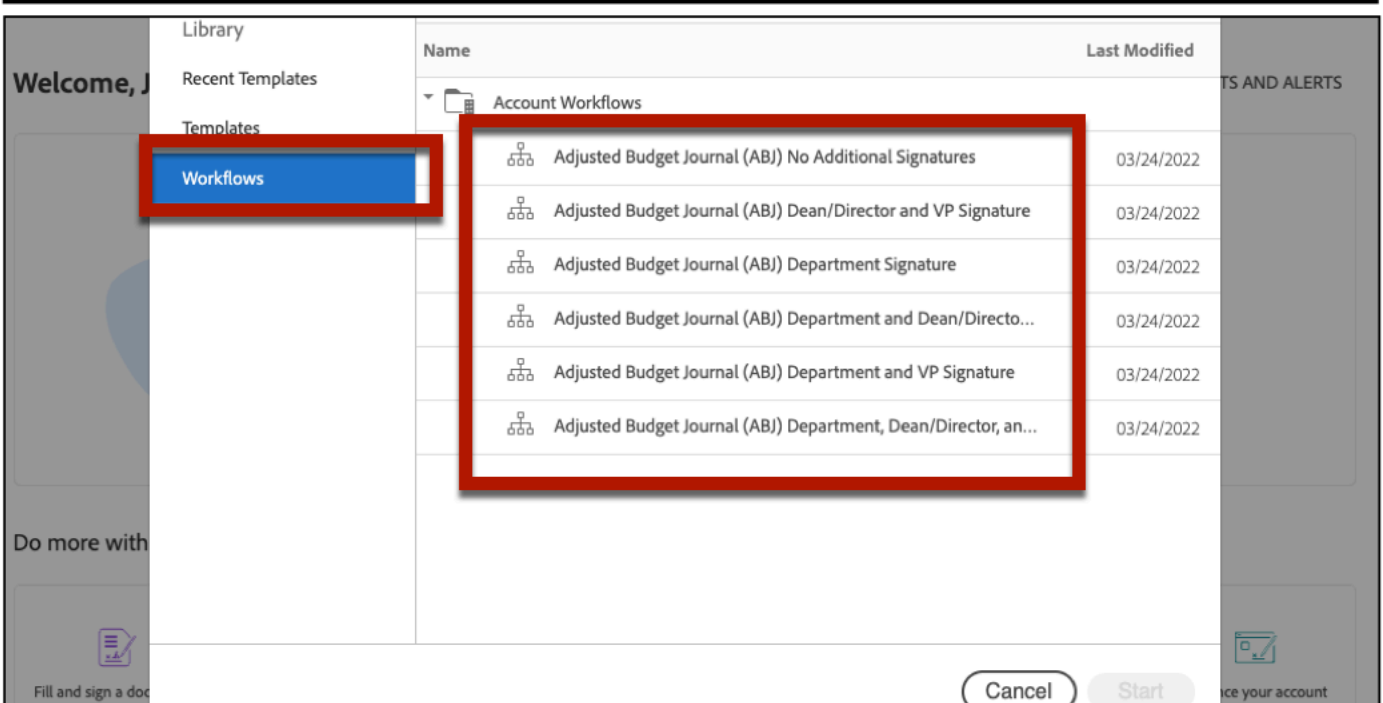 Library
Name
Last Modified
Welcome, J
Recent Templates
TS AND ALERTS
Account Workflows
Templates
Adjusted Budget Journal (ABJ) No Additional Signatures
03/24/2022
Workflows
Adjusted Budget Journal (ABJ) Dean/Director and VP Signature
03/24/2022
Adjusted Budget Journal (ABJ) Department Signature
03/24/2022
Adjusted Budget Journal (ABJ) Department and Dean/Directo...
03/24/2022
Adjusted Budget Journal (ABJ) Department and VP Signature
03/24/2022
Adjusted Budget Journal (ABJ) Department, Dean/Director, an...
03/24/2022
Do more with
Cancel
Start
Fill and sign a doc
nce your account